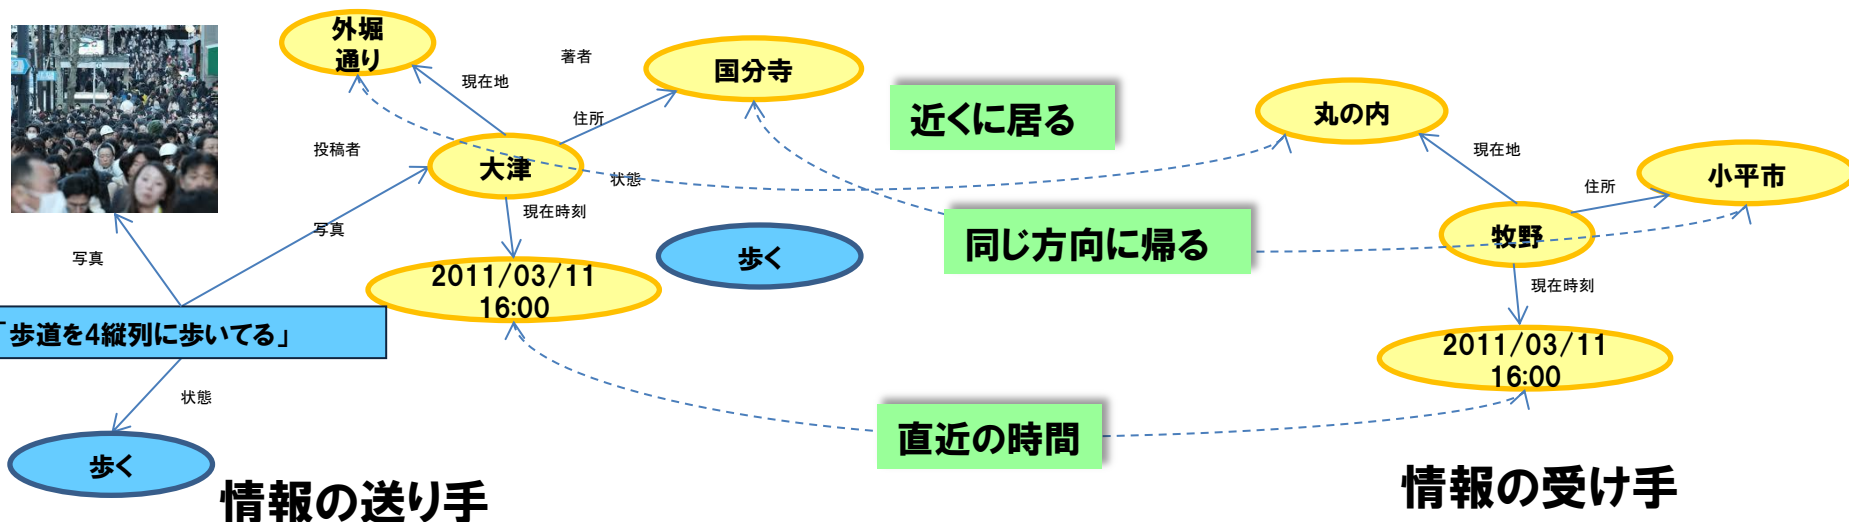 外堀
通り
著者
国分寺
現在地
住所
近くに居る
丸の内
投稿者
大津
状態
現在時刻
現在地
住所
小平市
写真
写真
歩く
同じ方向に帰る
牧野
2011/03/11
16:00
現在時刻
「歩道を4縦列に歩いてる」
2011/03/11
16:00
状態
直近の時間
歩く
情報の送り手
情報の受け手